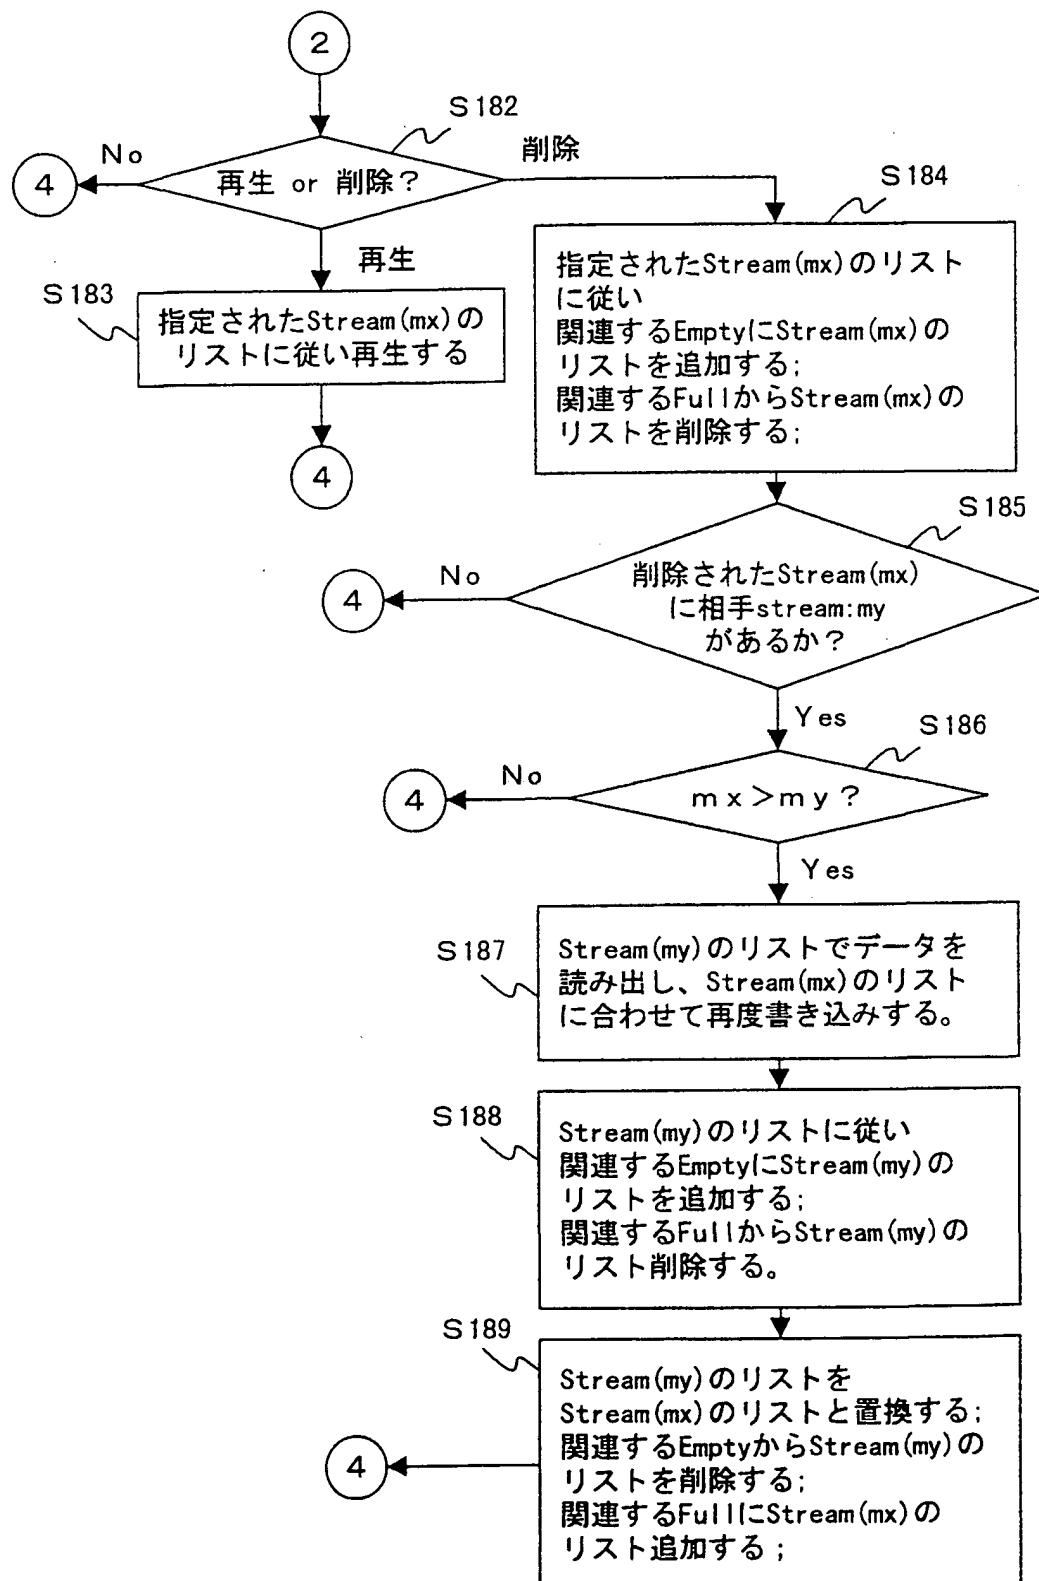 2
S182
No
削除
4
再生 or 削除?
S184
再生
S183
指定されたStream(mx)の
リストに従い再生する
4
指定されたStream(mx)のリスト
に従い
関連するEmptyにStream(mx)の
リストを追加する;
関連するFullからStream(mx)の
リストを削除する;
S185
No
4
削除されたStream(mx)
に相手stream:my
があるか?
Yes
S186
No
4
mx>my?
Yes
S187
Stream(my)のリストでデータを
読み出し、Stream(mx)のリスト
に合わせて再度書き込みする。
S188
Stream(my)のリストに従い
関連するEmptyにStream(my)の
リストを追加する;
関連するFullからStream(my)の
リスト削除する。
S189
Stream(my)のリストを
Stream(mx)のリストと置換する;
関連するEmptyからStream(my)の
リストを削除する;
関連するFullにStream(mx)の
リスト追加する;
4